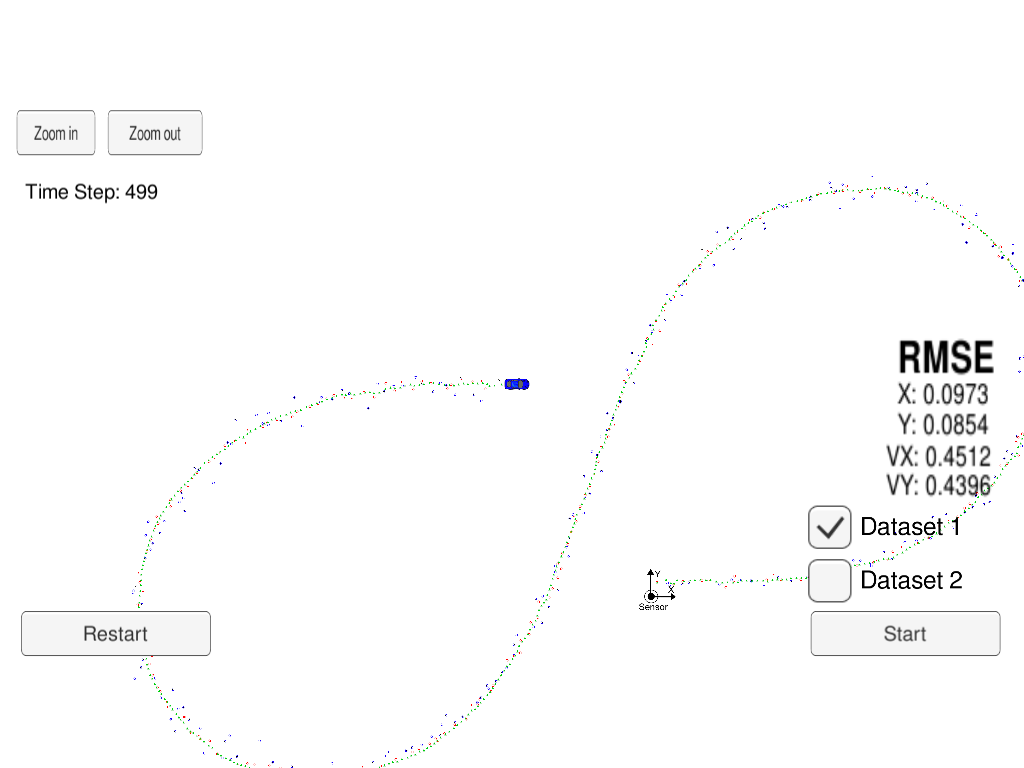 Zoom in
Zoom out
Time Step: 499
RMSE
X: 0.0973
Y: 0.0854
VX: 0.4512
VY: 0.4396
Dataset 1
Dataset 2
Y
X
Sensor
Restart
Start